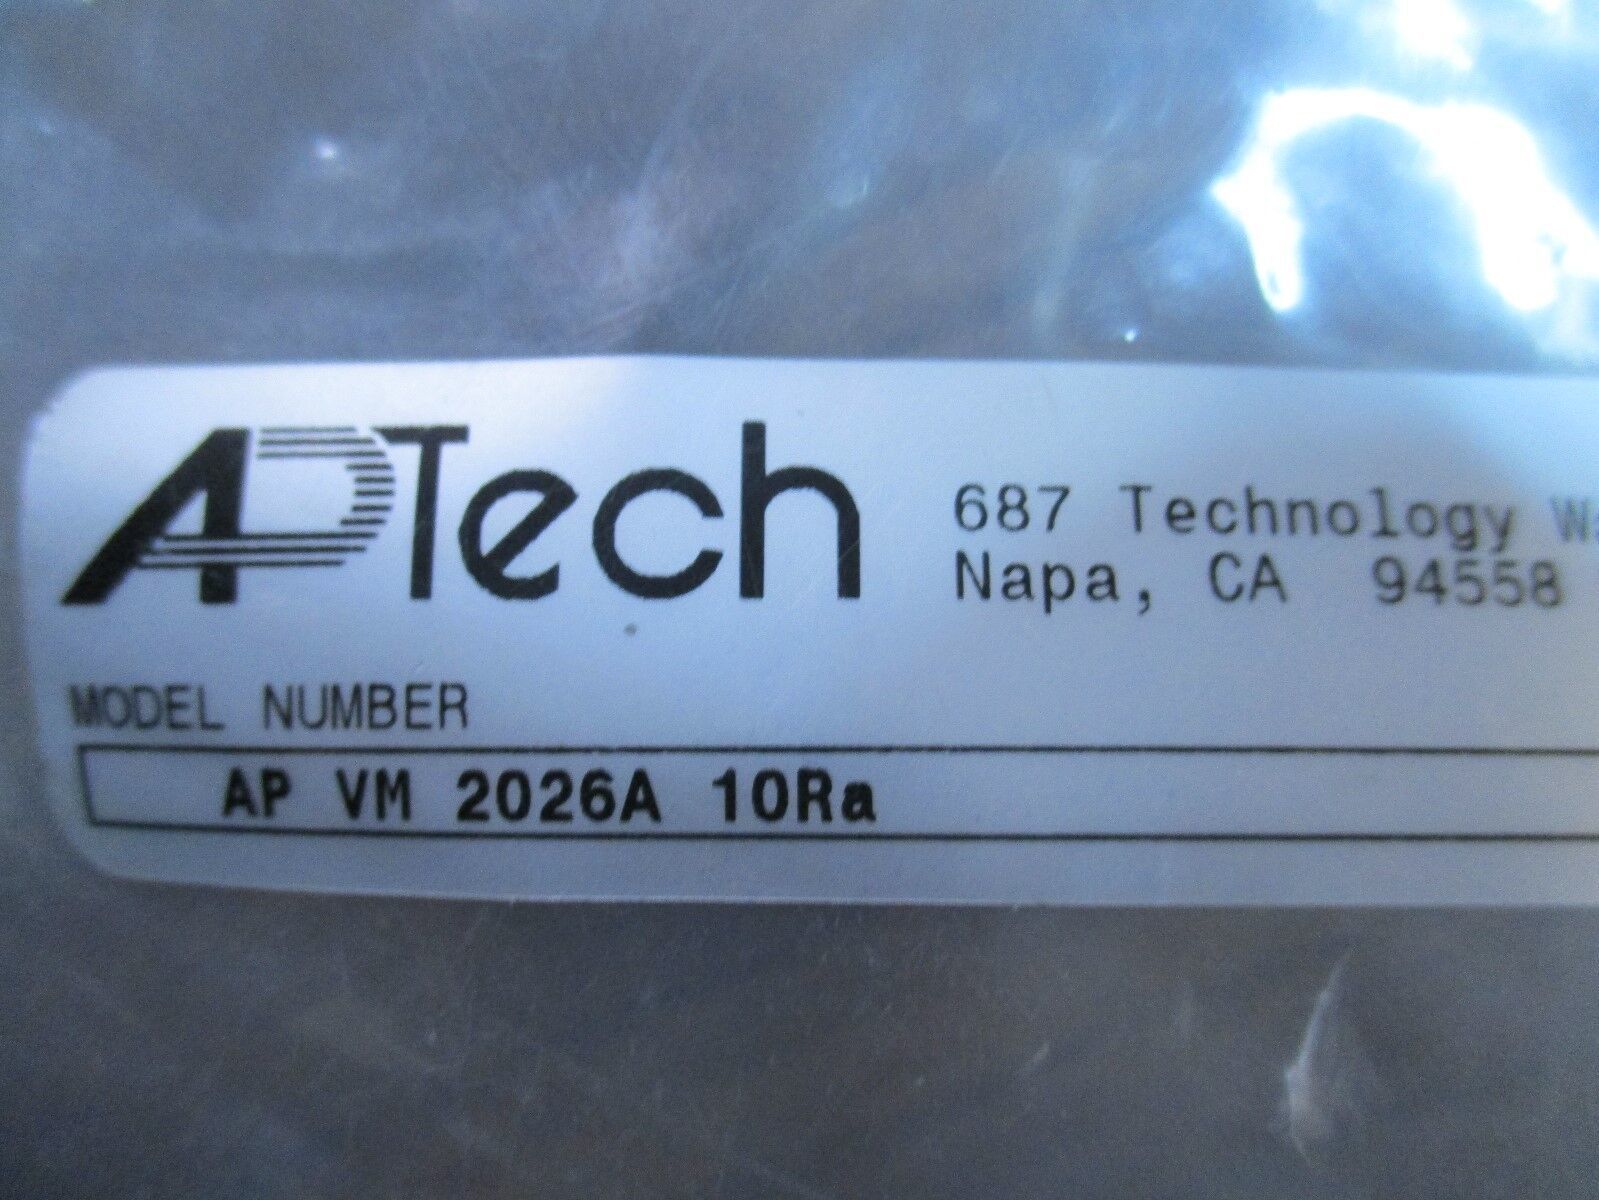 APTech
687 Technology
Napa, CA 94558
MODEL NUMBER
AP VM 2026A 10Ra